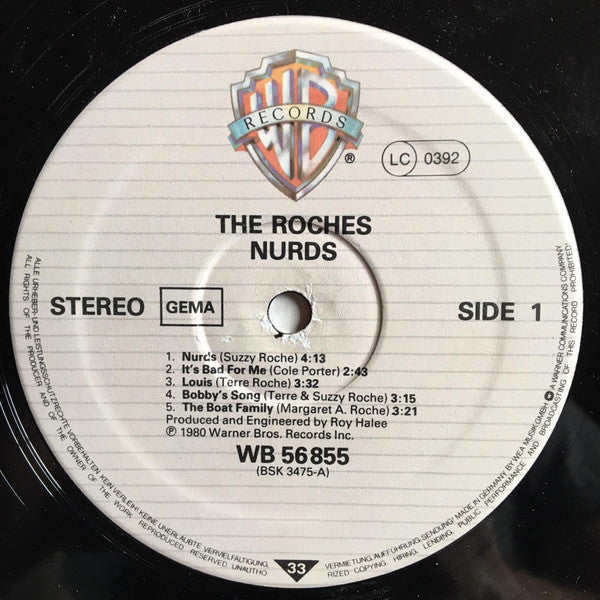 WB
RECORDS
®
LC 0392
THE ROCHES
NURDS
STEREO
GEMA
SIDE 1
1. Nurds (Suzzy Roche) 4:13
2. It's Bad For Me (Cole Porter) 2:43
3. Louis (Terre Roche) 3:32
4. Bobby's Song (Terre & Suzzy Roche) 3:15
5. The Boat Family (Margaret A. Roche) 3:21
Produced and Engineered by Roy Halee
℗ 1980 Warner Bros. Records Inc.
WB 56 855
(BSK 3475-A)
ALLE URHEBER- UND LEISTUNGSSCHUTZRECHTE VORBEHALTEN. KEIN VERLEIH! KEINE UNERLAUBTE VERVIELFÄLTIGUNG,
VERMIETUNG, AUFFÜHRUNG, SENDUNG! MADE IN GERMANY BY WEA MUSIK GMBH. A WARNER COMMUNICATIONS COMPANY
ALL RIGHTS OF THE PRODUCER AND OF THE OWNER OF THE WORK REPRODUCED RESERVED. UNAUTHO
RIZED COPYING, HIRING, LENDING, PUBLIC PERFORMANCE AND BROADCASTING OF THIS RECORD PROHIBITED!
33